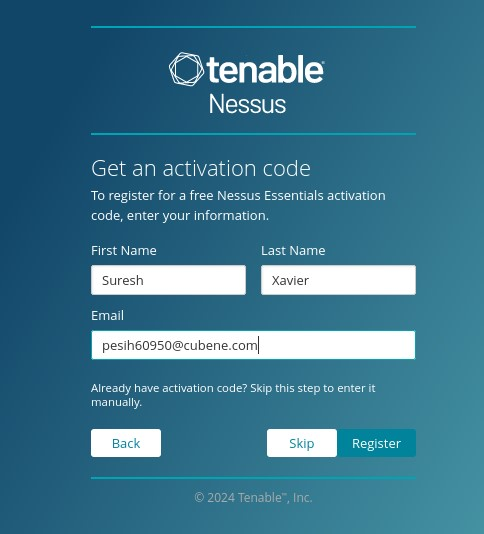 tenable
Nessus
Get an activation code
To register for a free Nessus Essentials activation
code, enter your information.
First Name Last Name
Suresh Xavier
Email
pesih60950@cubene.com
Already have activation code? Skip this step to enter it
manually.
Back Skip Register
© 2024 Tenable™, Inc.